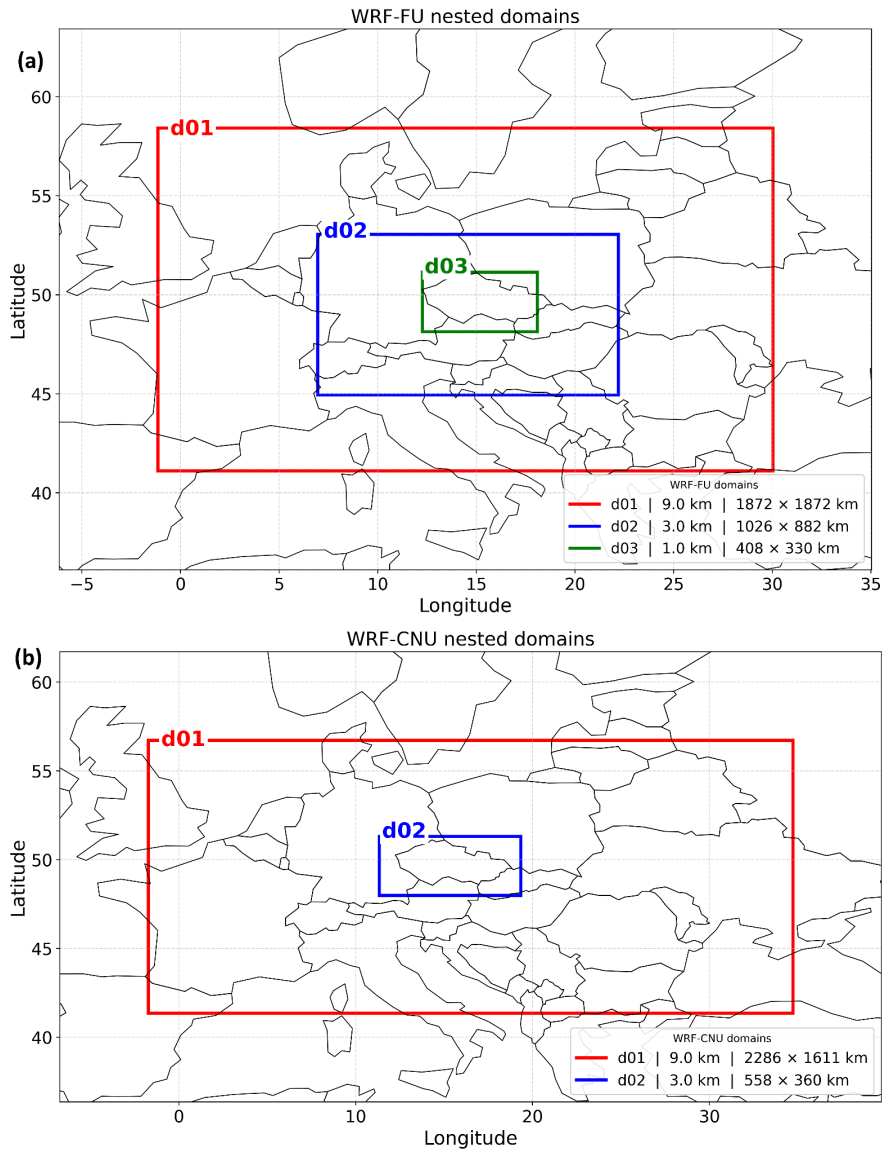 WRF-FU nested domains
(a)
d01
d02
d03
60
55
50
45
40
Latitude
−5
0
5
10
15
20
25
30
35
Longitude
WRF-FU domains
d01 | 9.0 km | 1872 × 1872 km
d02 | 3.0 km | 1026 × 882 km
d03 | 1.0 km | 408 × 330 km
WRF-CNU nested domains
(b)
d01
d02
60
55
50
45
40
Latitude
0
10
20
30
Longitude
WRF-CNU domains
d01 | 9.0 km | 2286 × 1611 km
d02 | 3.0 km | 558 × 360 km